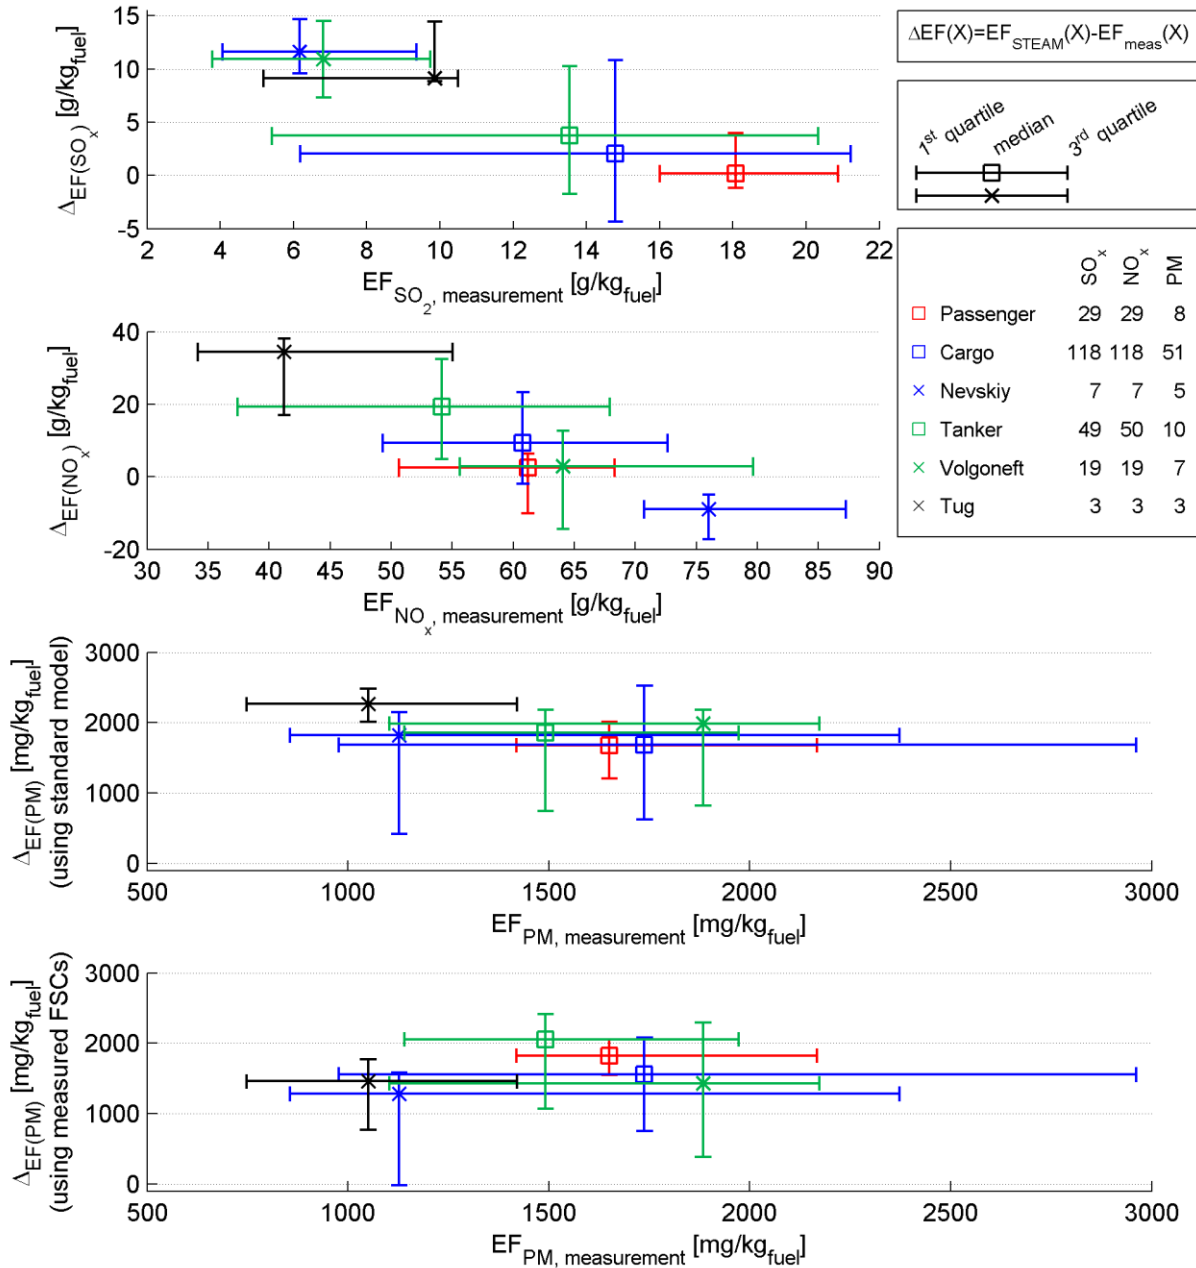 15
10
5
0
-5
Δ_EF(SO_x) [g/kg_fuel]
2 4 6 8 10 12 14 16 18 20 22
EF_SO_2, measurement [g/kg_fuel]
ΔEF(X)=EF_STEAM(X)-EF_meas(X)
1st quartile
median
3rd quartile
SO_x NO_x PM
Passenger 29 29 8
Cargo 118 118 51
Nevskiy 7 7 5
Tanker 49 50 10
Volgoneft 19 19 7
Tug 3 3 3
40
20
0
-20
Δ_EF(NO_x) [g/kg_fuel]
30 35 40 45 50 55 60 65 70 75 80 85 90
EF_NO_x, measurement [g/kg_fuel]
3000
2000
1000
0
Δ_EF(PM) [mg/kg_fuel]
(using standard model)
500 1000 1500 2000 2500 3000
EF_PM, measurement [mg/kg_fuel]
3000
2000
1000
0
Δ_EF(PM) [mg/kg_fuel]
(using measured FSCs)
500 1000 1500 2000 2500 3000
EF_PM, measurement [mg/kg_fuel]